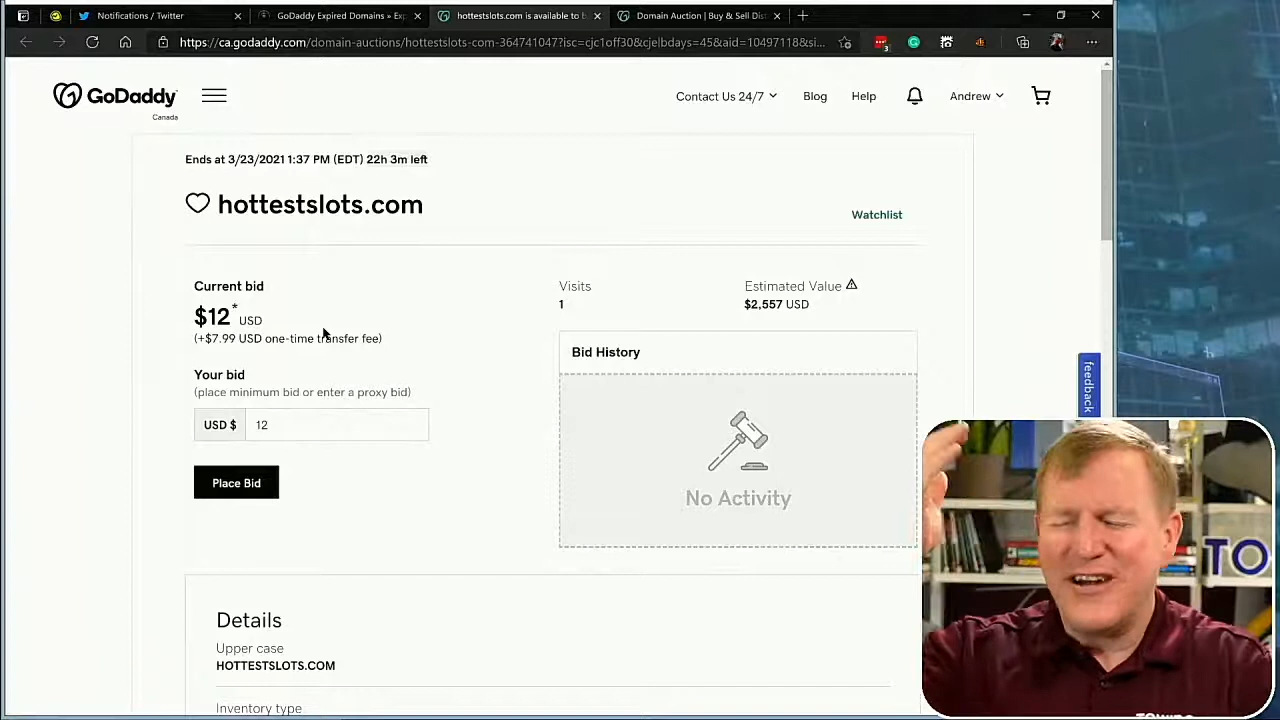 Notifications / Twitter
GoDaddy Expired Domains » Exp
hottestslots.com is available to b
Domain Auction | Buy & Sell Dist
https://ca.godaddy.com/domain-auctions/hottestslots-com-364741047?isc=cjc1off30&cje|bdays=45&aid=10497118&si...
3
GoDaddy
Canada
Contact Us 24/7
Blog
Help
Andrew
Ends at 3/23/2021 1:37 PM (EDT) 22h 3m left
hottestslots.com
Watchlist
Current bid
$12* USD
(+$7.99 USD one-time transfer fee)
Your bid
(place minimum bid or enter a proxy bid)
USD $ 12
Place Bid
Visits
1
Estimated Value
$2,557 USD
Bid History
No Activity
feedback
Details
Upper case
HOTTESTSLOTS.COM
Inventory type
TO